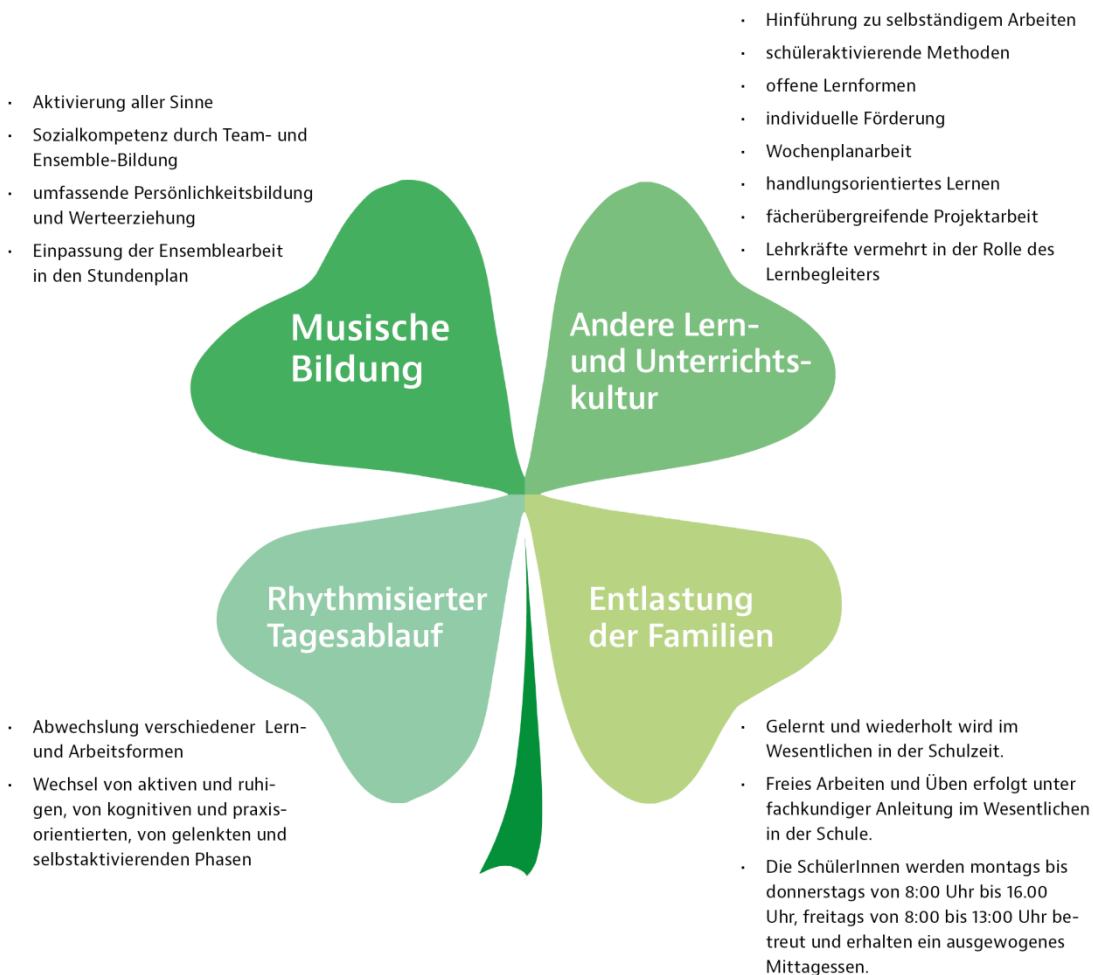 · Aktivierung aller Sinne
· Sozialkompetenz durch Team- und
Ensemble-Bildung
· umfassende Persönlichkeitsbildung
und Werteerziehung
· Einpassung der Ensemblearbeit
in den Stundenplan
· Hinführung zu selbständigem Arbeiten
· schüleraktivierende Methoden
· offene Lernformen
· individuelle Förderung
· Wochenplanarbeit
· handlungsorientiertes Lernen
· fächerübergreifende Projektarbeit
· Lehrkräfte vermehrt in der Rolle des
Lernbegleiters
Musische
Bildung
Andere Lern-
und Unterrichts-
kultur
Rhythmisierter
Tagesablauf
Entlastung
der Familien
· Abwechslung verschiedener Lern-
und Arbeitsformen
· Wechsel von aktiven und ruhi-
gen, von kognitiven und praxis-
orientierten, von gelenkten und
selbstaktivierenden Phasen
· Gelernt und wiederholt wird im
Wesentlichen in der Schulzeit.
· Freies Arbeiten und Üben erfolgt unter
fachkundiger Anleitung im Wesentlichen
in der Schule.
· Die SchülerInnen werden montags bis
donnerstags von 8:00 Uhr bis 16.00
Uhr, freitags von 8:00 bis 13:00 Uhr be-
treut und erhalten ein ausgewogenes
Mittagessen.